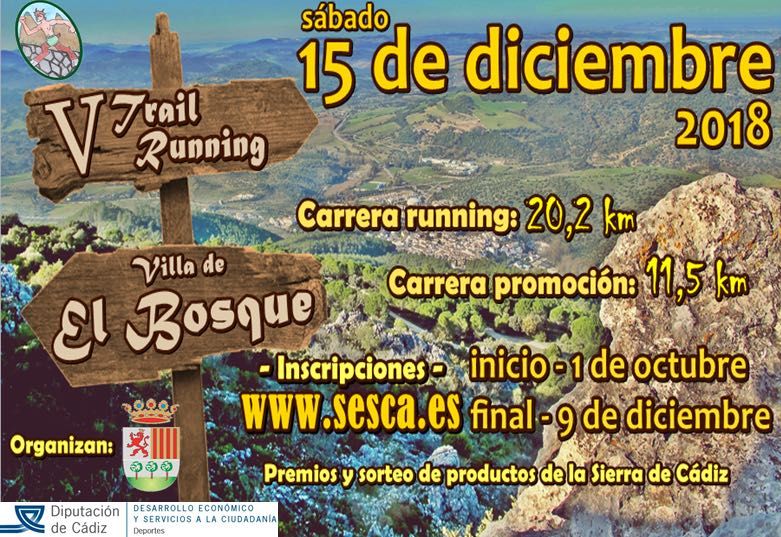 sábado
15 de diciembre
2018
V Trail
Running
Villa de
El Bosque
Carrera running: 20,2 km
Carrera promoción: 11,5 km
- Inscripciones - inicio - 1 de octubre
www.sesca.es final - 9 de diciembre
Organizan:
Premios y sorteo de productos de la Sierra de Cádiz
Diputación
de Cádiz
DESARROLLO ECONÓMICO
Y SERVICIOS A LA CIUDADANÍA
Deportes